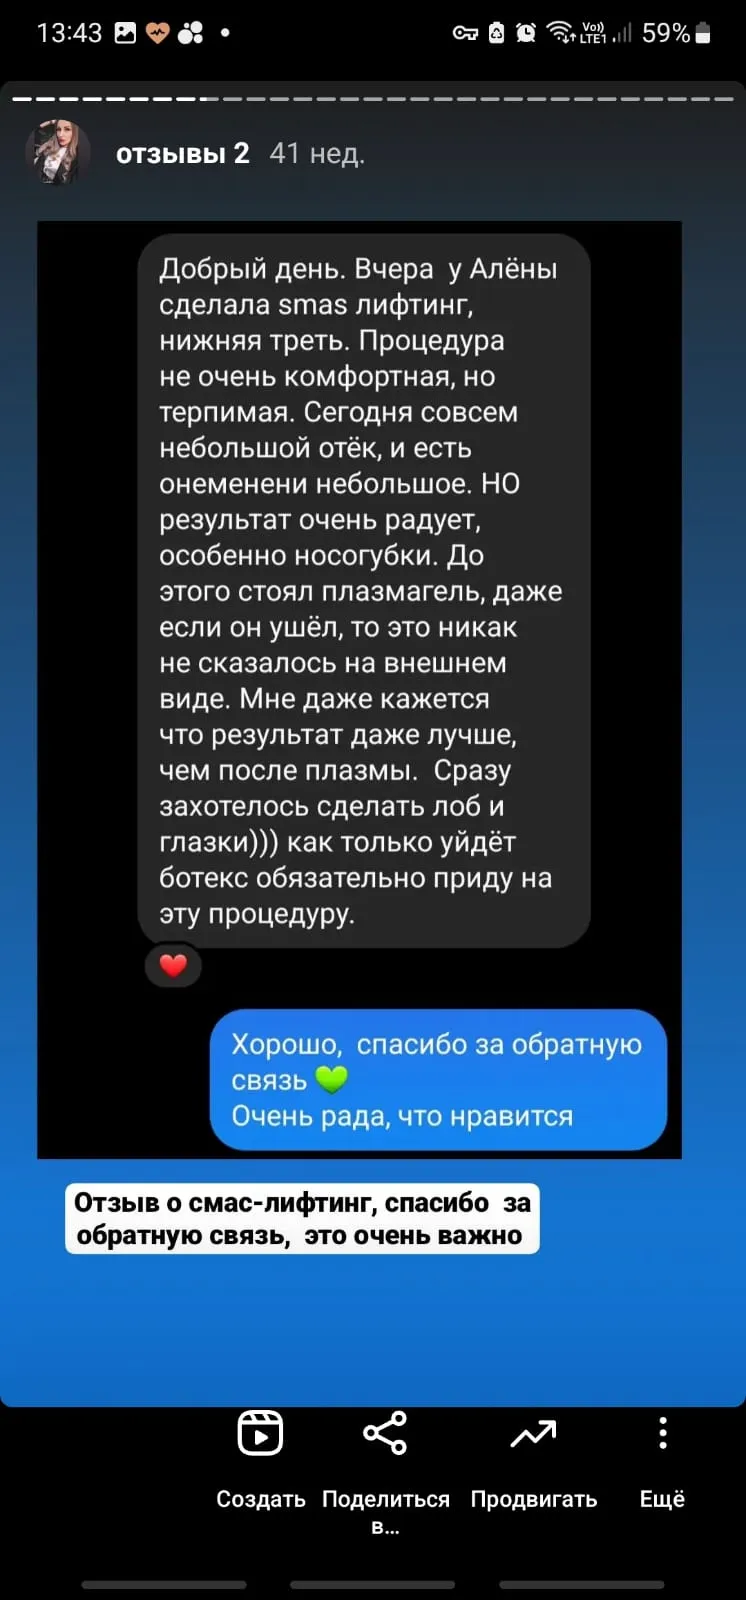 13:43
Vo))
LTE1
59%
отзывы 2 41 нед.
Добрый день. Вчера у Алёны
сделала smas лифтинг,
нижняя треть. Процедура
не очень комфортная, но
терпимая. Сегодня совсем
небольшой отёк, и есть
онеменени небольшое. НО
результат очень радует,
особенно носогубки. До
этого стоял плазмагель, даже
если он ушёл, то это никак
не сказалось на внешнем
виде. Мне даже кажется
что результат даже лучше,
чем после плазмы. Сразу
захотелось сделать лоб и
глазки))) как только уйдёт
ботекс обязательно приду на
эту процедуру.
❤️
Хорошо, спасибо за обратную
связь 💚
Очень рада, что нравится
Отзыв о смас-лифтинг, спасибо за
обратную связь, это очень важно
Создать Поделиться в... Продвигать Ещё